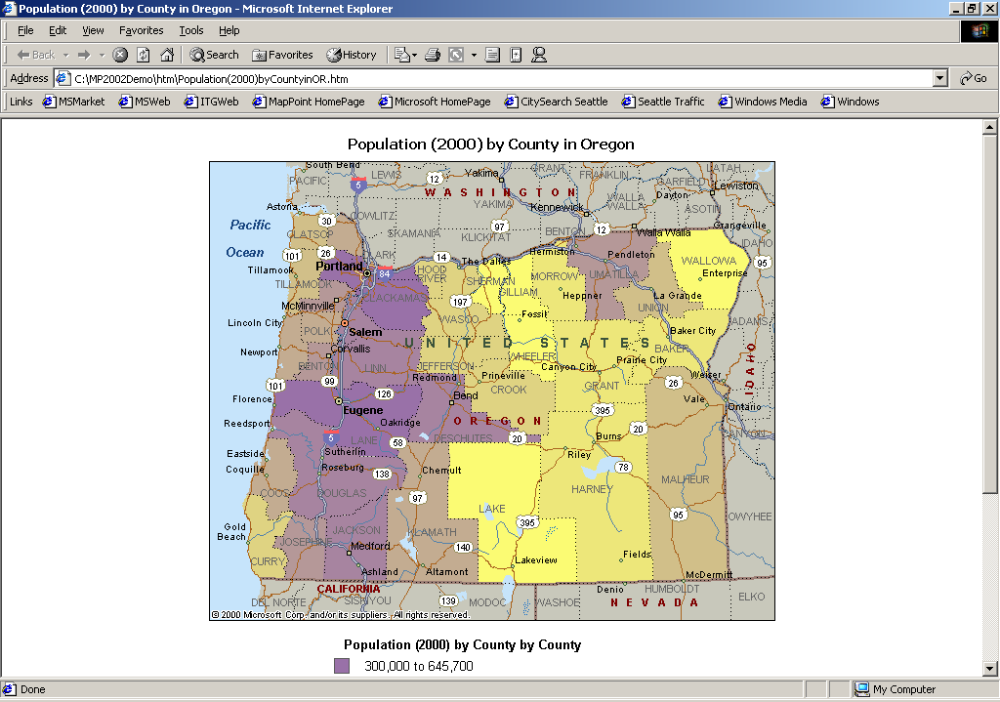 Population (2000) by County in Oregon - Microsoft Internet Explorer
File Edit View Favorites Tools Help
Back Search Favorites History
Address C:\MP2002Demo\htm\Population(2000)byCountyinOR.htm Go
Links MSMarket MSWeb ITGWeb MapPoint HomePage Microsoft HomePage CitySearch Seattle Seattle Traffic Windows Media Windows
Population (2000) by County in Oregon
South Bend
PACIFIC
LEWIS
12
Yakima
GRANT
FRANKLIN
LATAH
GARFIELD
Lewiston
5
WASHINGTON
YAKIMA
WALLA WALLA
Dayton
ASOTIN
Astoria
COWLITZ
Kennewick
Pacific
Ocean
30
CLATSOP
SKAMANIA
97
KLICKITAT
BENTON
12
Walla Walla
Grangeville
IDAHO
101
26
CLARK
14
The Dalles
Hermiston
Pendleton
WALLOWA
95
Tillamook
Portland
84
HOOD RIVER
SHERMAN
MORROW
UMATILLA
Enterprise
TILLAMOOK
CLACKAMAS
GILLIAM
Heppner
La Grande
McMinnville
197
UNION
Lincoln City
WASCO
Fossil
ADAMS
POLK
Salem
Baker City
UNITED STATES
Newport
Corvallis
WHEELER
BAKER
BENTON
LINN
JEFFERSON
Canyon City
Prairie City
IDAHO
Redmond
Prineville
Weiser
101
99
126
CROOK
GRANT
26
Florence
Bend
Vale
Ontario
Eugene
395
Reedsport
Oakridge
OREGON
20
CANYON
5
LANE
58
DESCHUTES
20
Burns
Eastside
Sutherlin
Riley
Coquille
Roseburg
138
Chemult
78
COOS
DOUGLAS
97
HARNEY
MALHEUR
LAKE
95
OWYHEE
Gold Beach
JACKSON
KLAMATH
395
JOSEPHINE
Medford
140
CURRY
Ashland
Altamont
Lakeview
Fields
McDermitt
CALIFORNIA
Denio
HUMBOLDT
ELKO
DEL NORTE
SISKIYOU
139
MODOC
WASHOE
NEVADA
© 2000 Microsoft Corp. and/or its suppliers. All rights reserved.
Population (2000) by County by County
300,000 to 645,700
Done My Computer